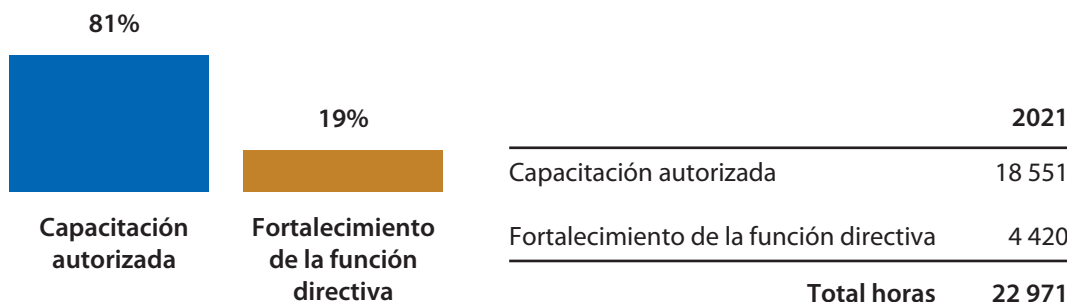 81%
19%
Capacitación
autorizada
Fortalecimiento
de la función
directiva
2021
Capacitación autorizada 18 551
Fortalecimiento de la función directiva 4 420
Total horas 22 971